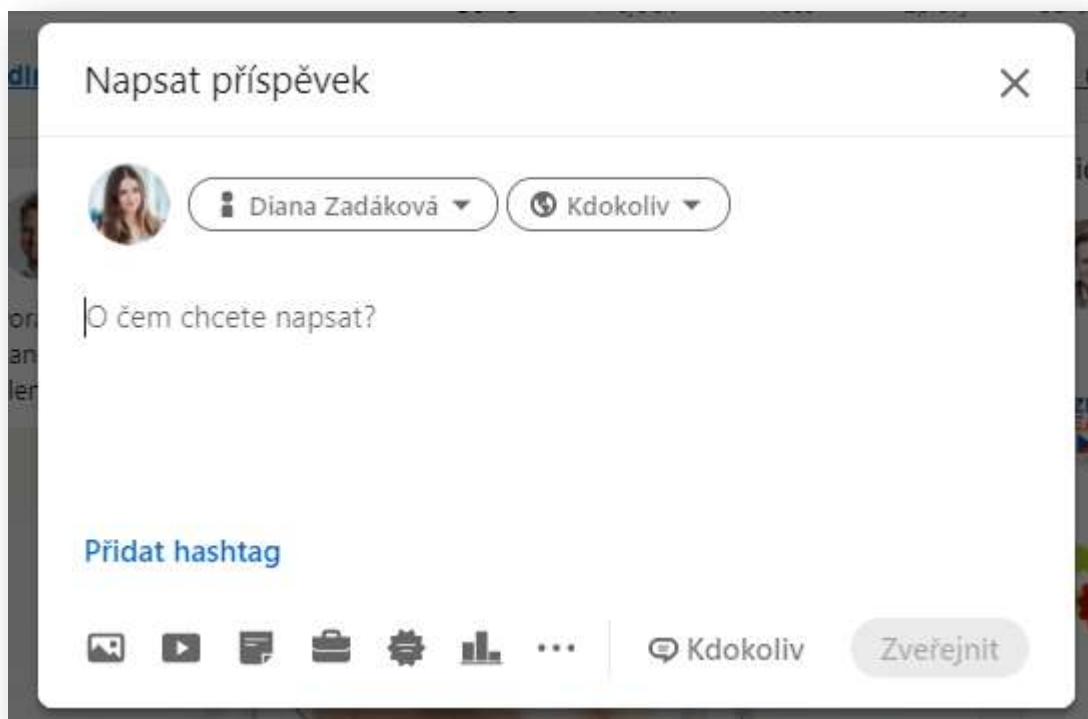 Napsat příspěvek
Diana Zadáková
Kdokoliv
O čem chcete napsat?
Přidat hashtag
Kdokoliv
Zveřejnit